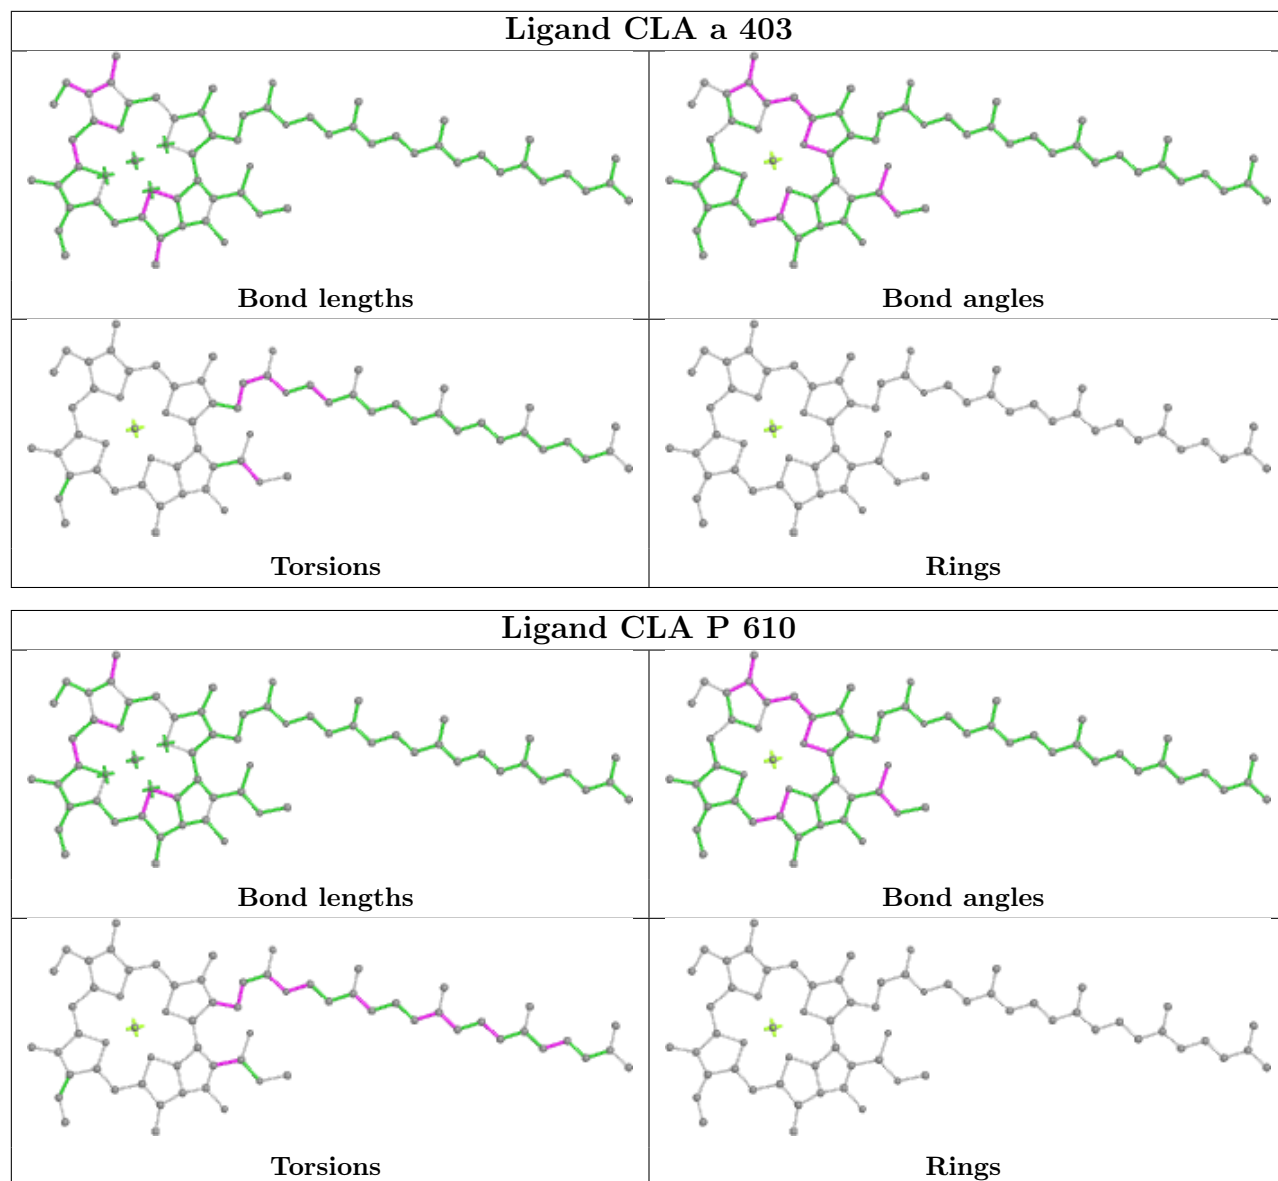 Ligand CLA a 403
Bond lengths
Bond angles
Torsions
Rings
Ligand CLA P 610
Bond lengths
Bond angles
Torsions
Rings